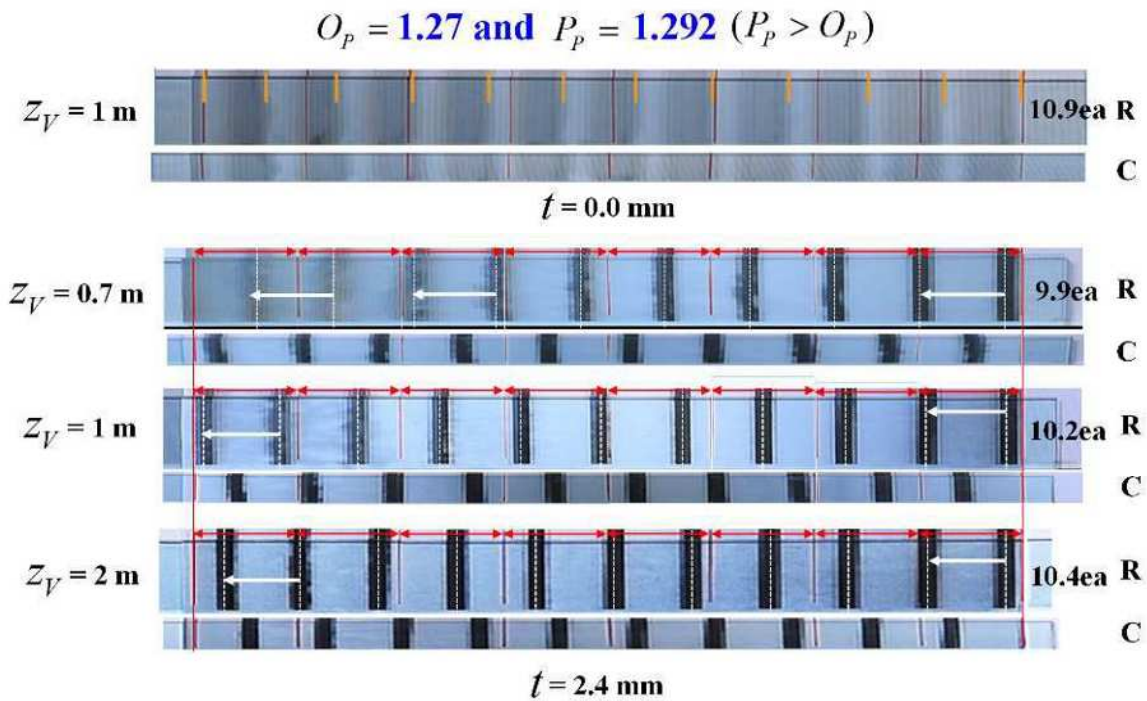 O_P = 1.27 and P_P = 1.292 (P_P > O_P)
z_V = 1 m
10.9ea R
C
t = 0.0 mm
z_V = 0.7 m
9.9ea R
C
z_V = 1 m
10.2ea R
C
z_V = 2 m
10.4ea R
C
t = 2.4 mm